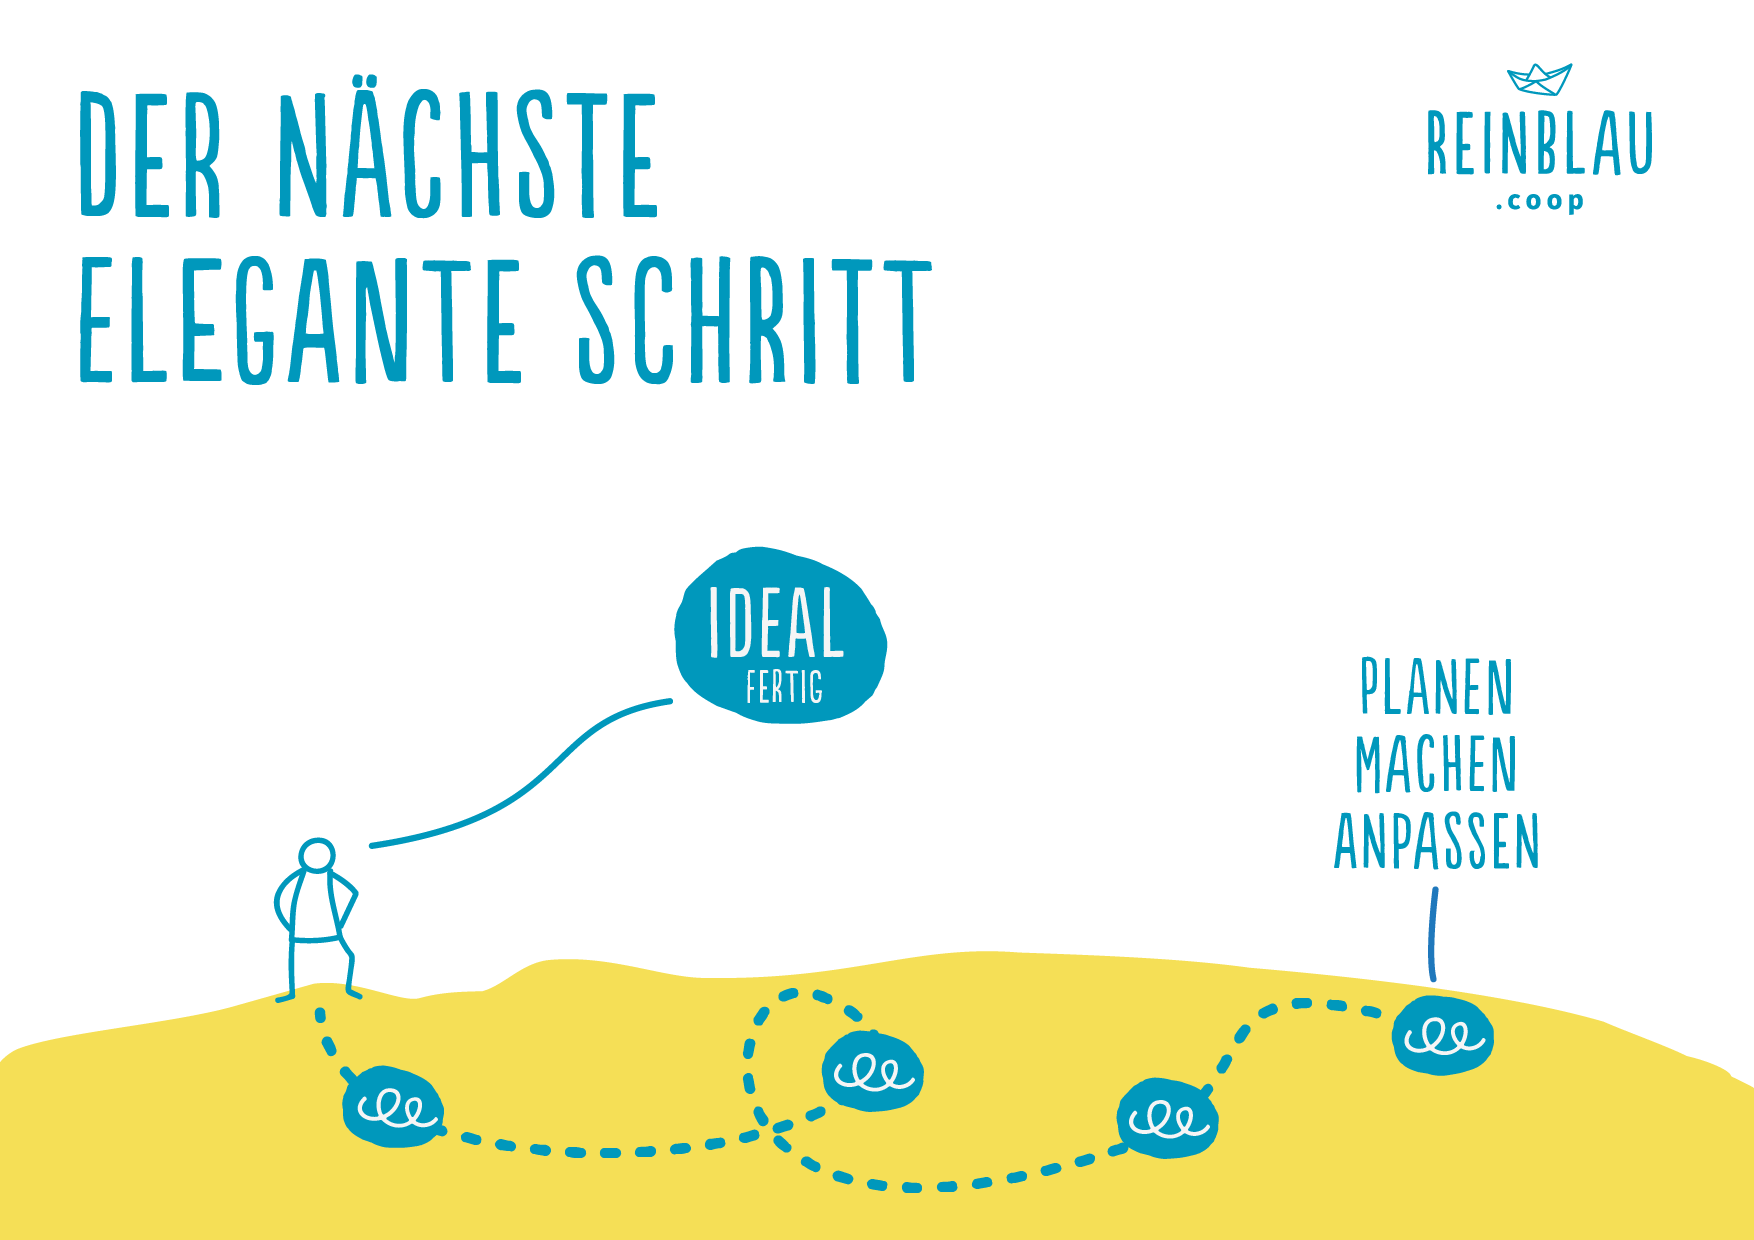 DER NÄCHSTE
ELEGANTE SCHRITT
REINBLAU
.coop
IDEAL
FERTIG
PLANEN
MACHEN
ANPASSEN